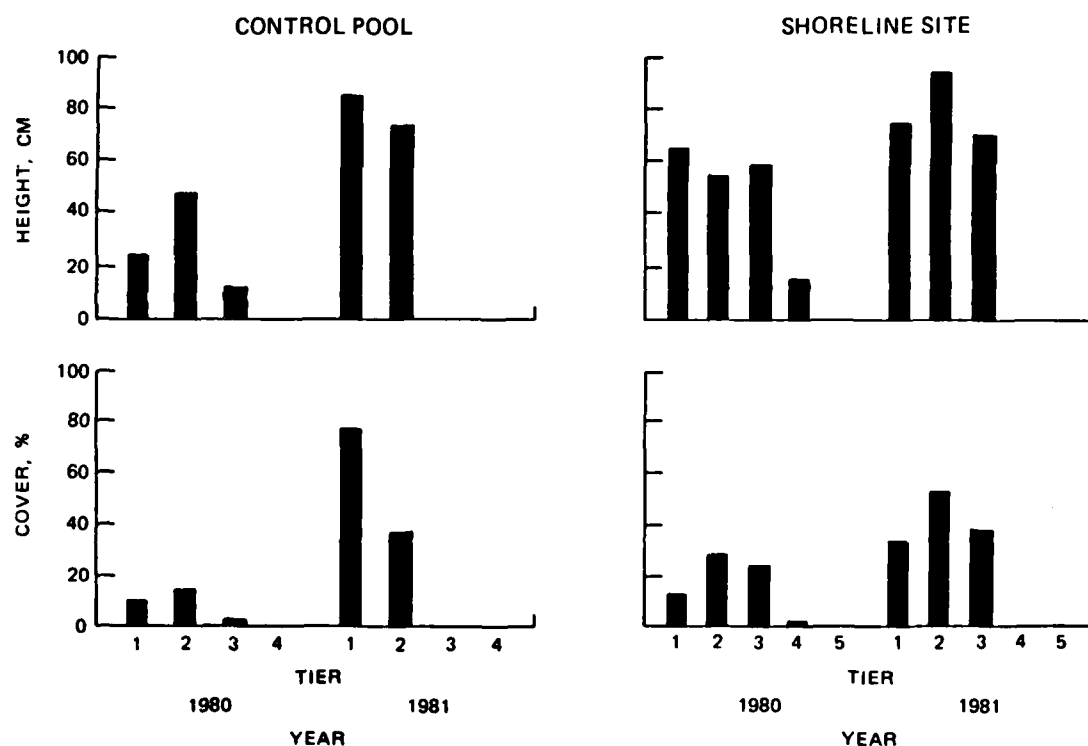 CONTROL POOL
SHORELINE SITE
HEIGHT, CM
100
80
60
40
20
0
COVER, %
100
80
60
40
20
0
1 2 3 4 1 2 3 4
TIER
1980 1981
YEAR
1 2 3 4 5 1 2 3 4 5
TIER
1980 1981
YEAR